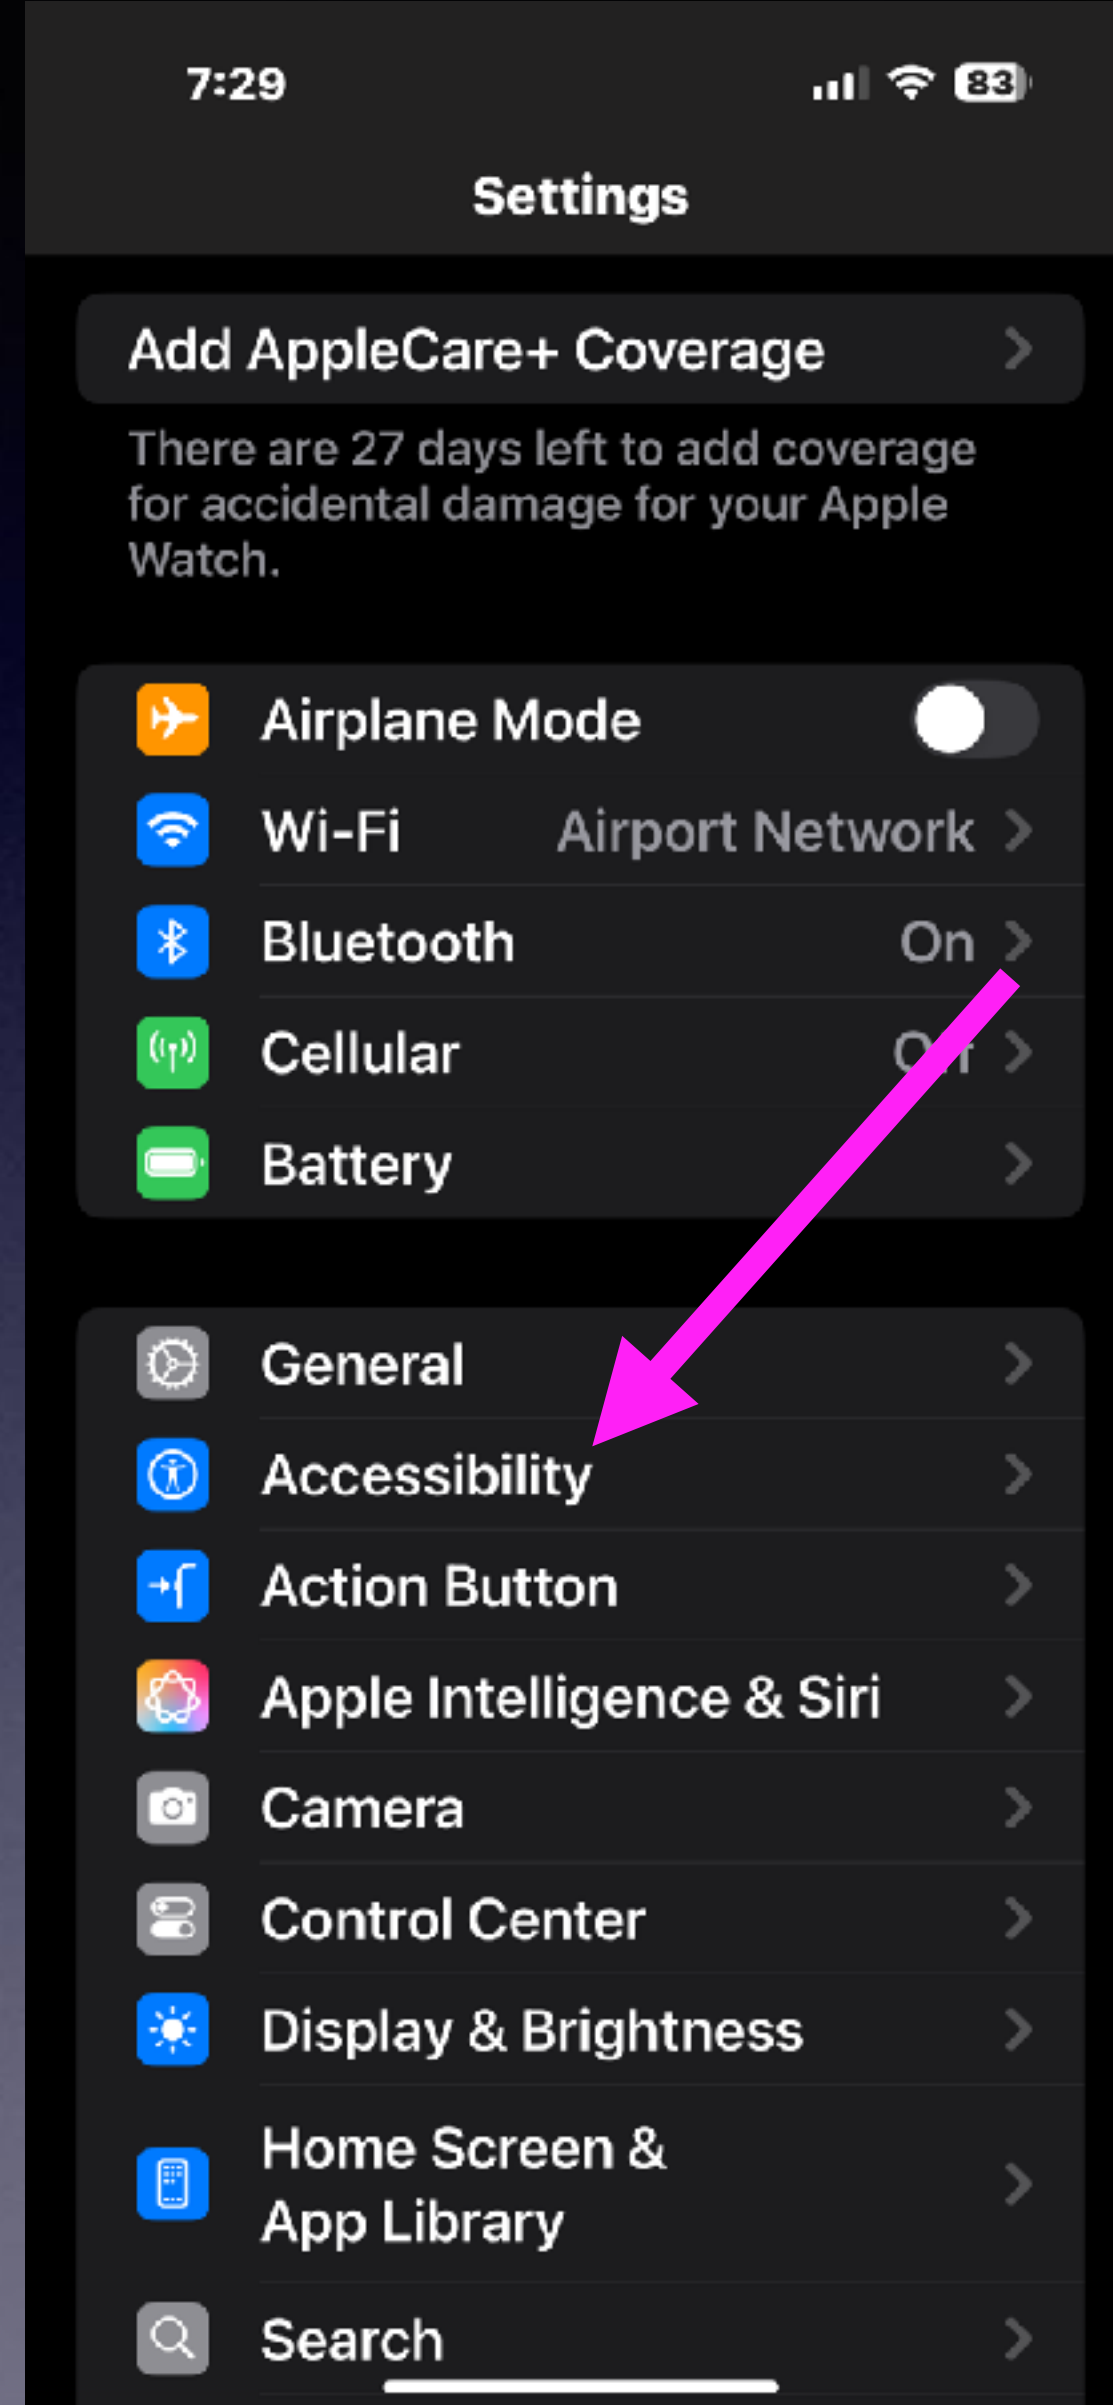 7:29
83
Settings
Add AppleCare+ Coverage
There are 27 days left to add coverage
for accidental damage for your Apple
Watch.
Airplane Mode
Wi-Fi Airport Network
Bluetooth On
Cellular Off
Battery
General
Accessibility
Action Button
Apple Intelligence & Siri
Camera
Control Center
Display & Brightness
Home Screen &
App Library
Search